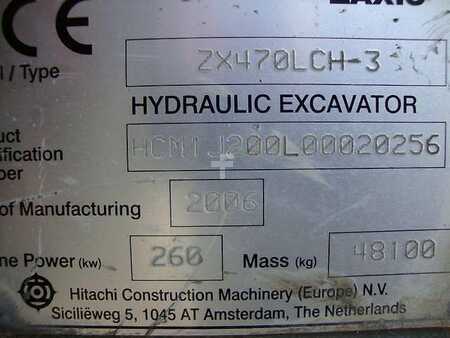 CE ZAXIS
l / Type ZX470LCH-3
HYDRAULIC EXCAVATOR
uct
ification HCM1J200L00020256
ber
of Manufacturing 2006
ne Power (kw) 260 Mass (kg) 48100
Hitachi Construction Machinery (Europe) N.V.
Siciliëweg 5, 1045 AT Amsterdam, The Netherlands